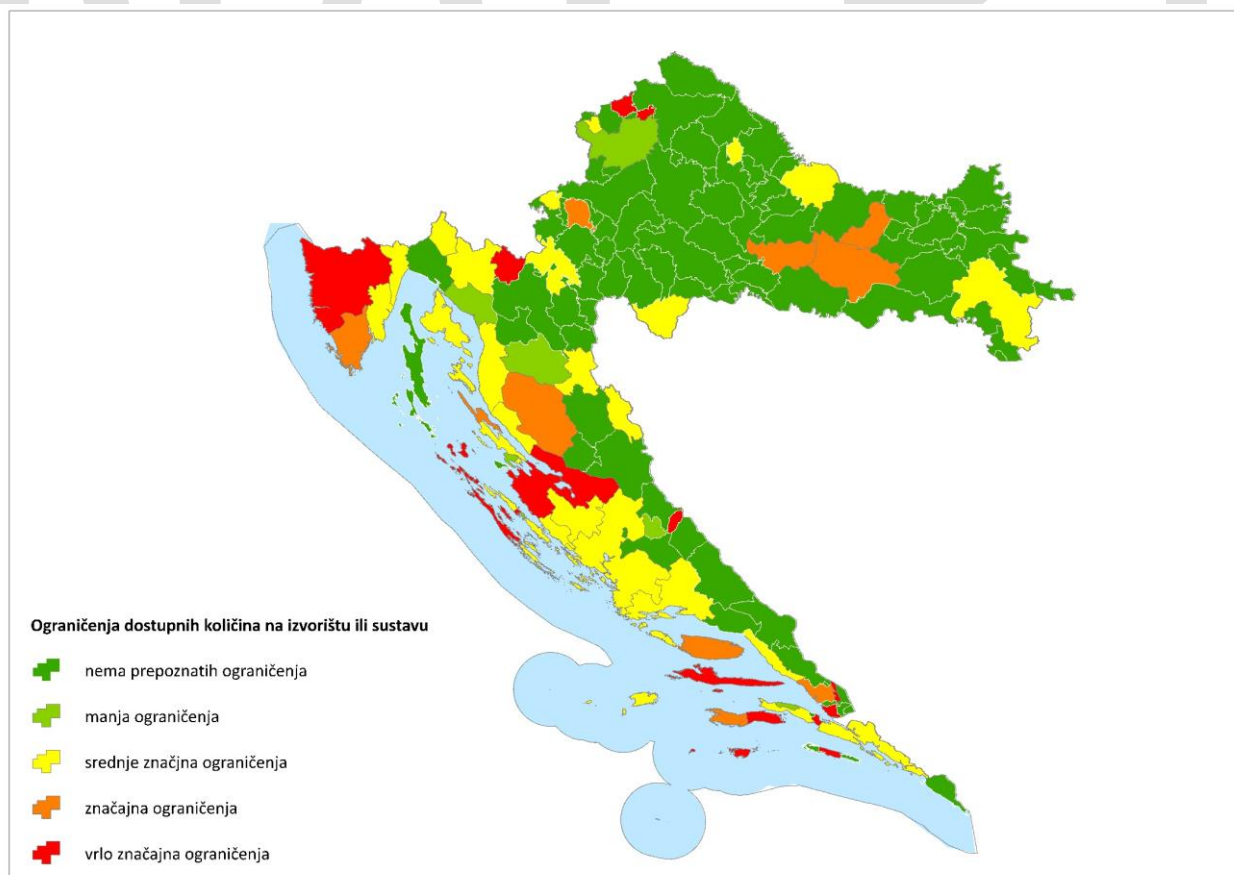 Ograničenja dostupnih količina na izvorištu ili sustavu
nema prepoznatih ograničenja
manja ograničenja
srednje značjna ograničenja
značajna ograničenja
vrlo značajna ograničenja